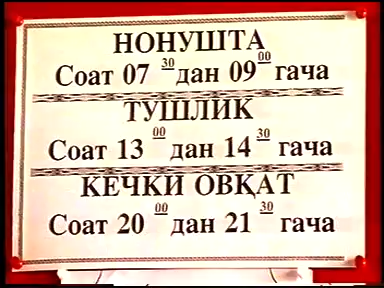 НОНУШТА
Соат 07 30 дан 09 00 гача
ТУШЛИК
Соат 13 00 дан 14 30 гача
КЕЧКИ ОВҚАТ
Соат 20 00 дан 21 30 гача